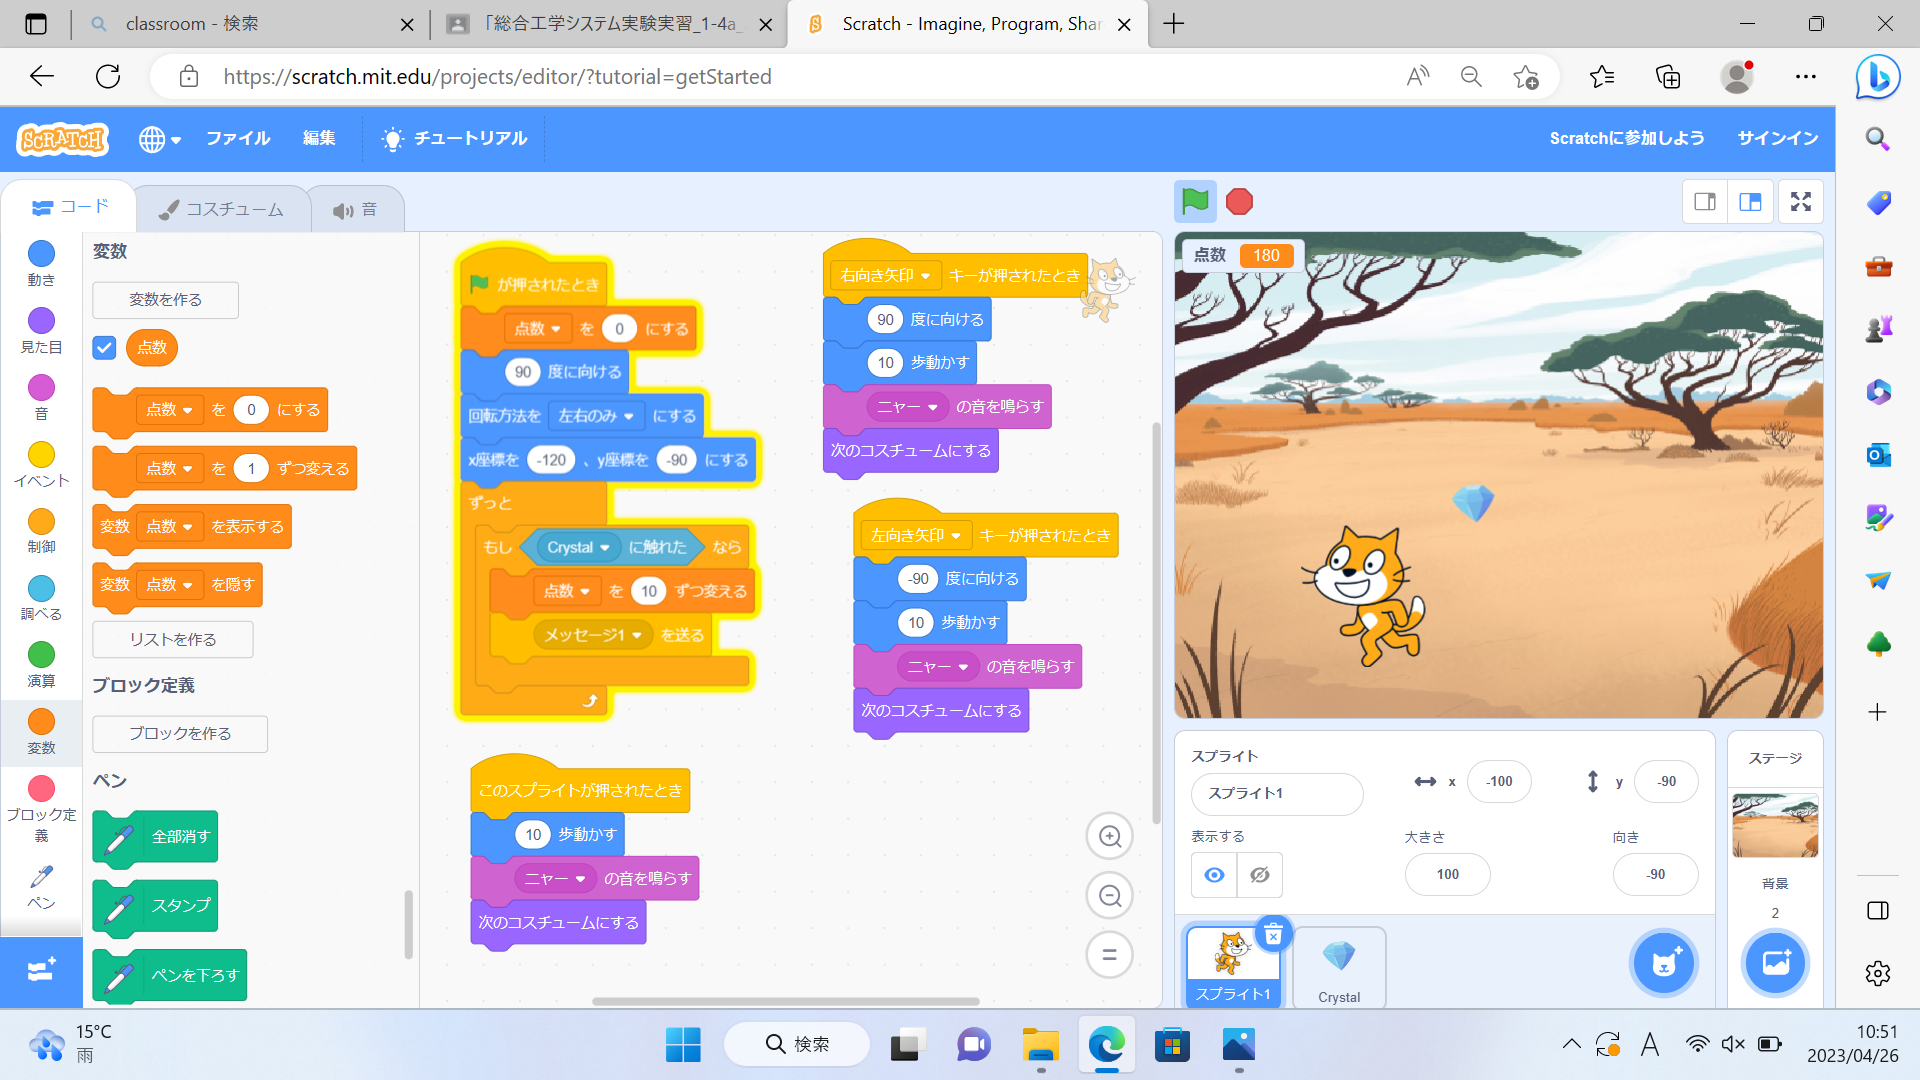 classroom - 検索
「総合工学システム実験実習_1-4a_
Scratch - Imagine, Program, Shar
https://scratch.mit.edu/projects/editor/?tutorial=getStarted
SCRATCH
ファイル
編集
チュートリアル
Scratchに参加しよう
サインイン
コード
コスチューム
音
動き
見た目
音
イベント
制御
調べる
演算
変数
ブロック定
義
ペン
変数
変数を作る
点数
点数 を 0 にする
点数 を 1 ずつ変える
変数 点数 を表示する
変数 点数 を隠す
リストを作る
ブロック定義
ブロックを作る
ペン
全部消す
スタンプ
ペンを下ろす
が押されたとき
点数 を 0 にする
90 度に向ける
回転方法を 左右のみ にする
x座標を -120 、y座標を -90 にする
ずっと
もし Crystal に触れた なら
点数 を 10 ずつ変える
メッセージ1 を送る
このスプライトが押されたとき
10 歩動かす
ニャー の音を鳴らす
次のコスチュームにする
右向き矢印 キーが押されたとき
90 度に向ける
10 歩動かす
ニャー の音を鳴らす
次のコスチュームにする
左向き矢印 キーが押されたとき
-90 度に向ける
10 歩動かす
ニャー の音を鳴らす
次のコスチュームにする
点数 180
スプライト
スプライト1
x -100
y -90
表示する
大きさ
100
向き
-90
スプライト1
Crystal
ステージ
背景
2
15°C
雨
検索
A
10:51
2023/04/26